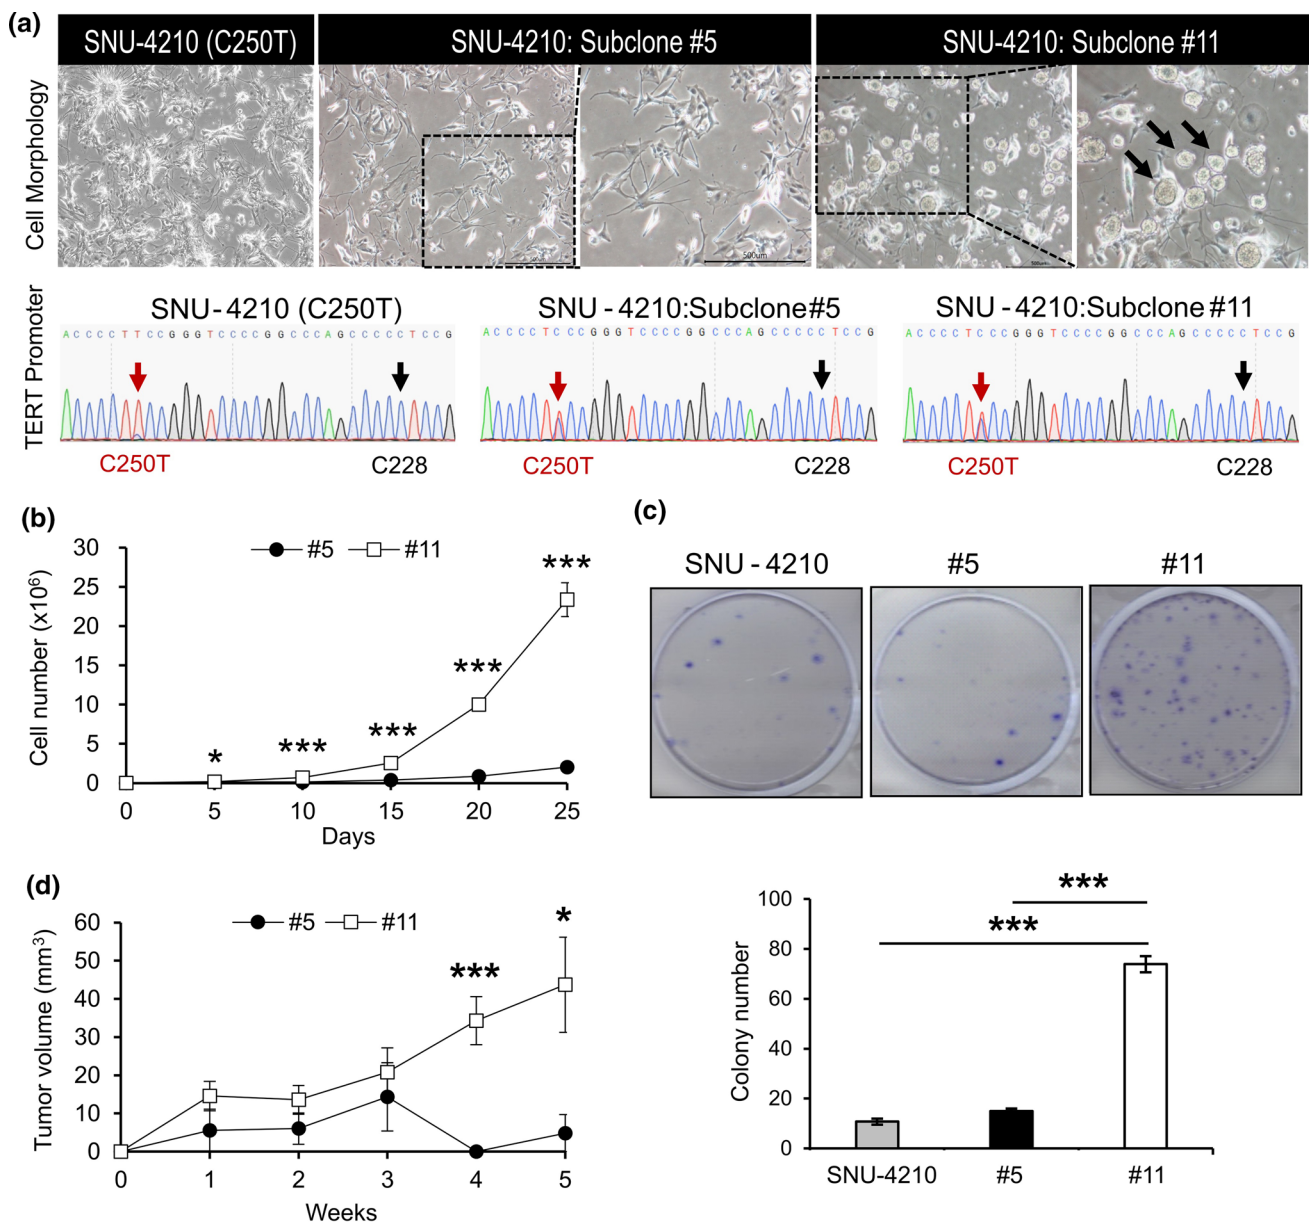 (a)
SNU-4210 (C250T)
SNU-4210: Subclone #5
SNU-4210: Subclone #11
Cell Morphology
500um
500um
TERT Promoter
SNU - 4210 (C250T)
SNU - 4210:Subclone#5
SNU - 4210:Subclone #11
A C C C C T T C C G G G T C C C C G G C C C A G C C C C C T C C G
A C C C C T C C C G G G T C C C C G G C C C A G C C C C C T C C G
A C C C C T C C C G G G T C C C C G G C C C A G C C C C C T C C G
C250T
C228
C250T
C228
C250T
C228
(b)
#5
#11
Cell number (x10⁶)
30
25
20
15
10
5
0
*
***
***
***
***
0 5 10 15 20 25
Days
(c)
SNU - 4210
#5
#11
Colony number
100
80
60
40
20
0
***
***
SNU-4210
#5
#11
(d)
#5
#11
Tumor volume (mm³)
60
50
40
30
20
10
0
***
*
0 1 2 3 4 5
Weeks